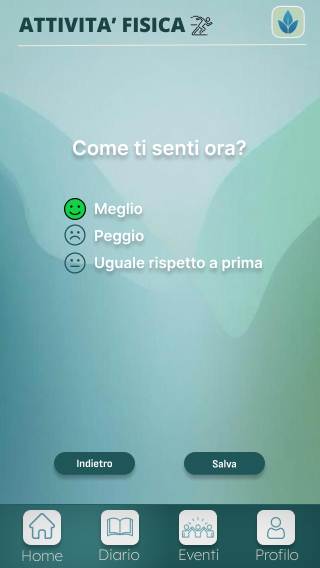 ATTIVITA’ FISICA
Come ti senti ora?
Meglio
Peggio
Uguale rispetto a prima
Indietro
Salva
Home
Diario
Eventi
Profilo